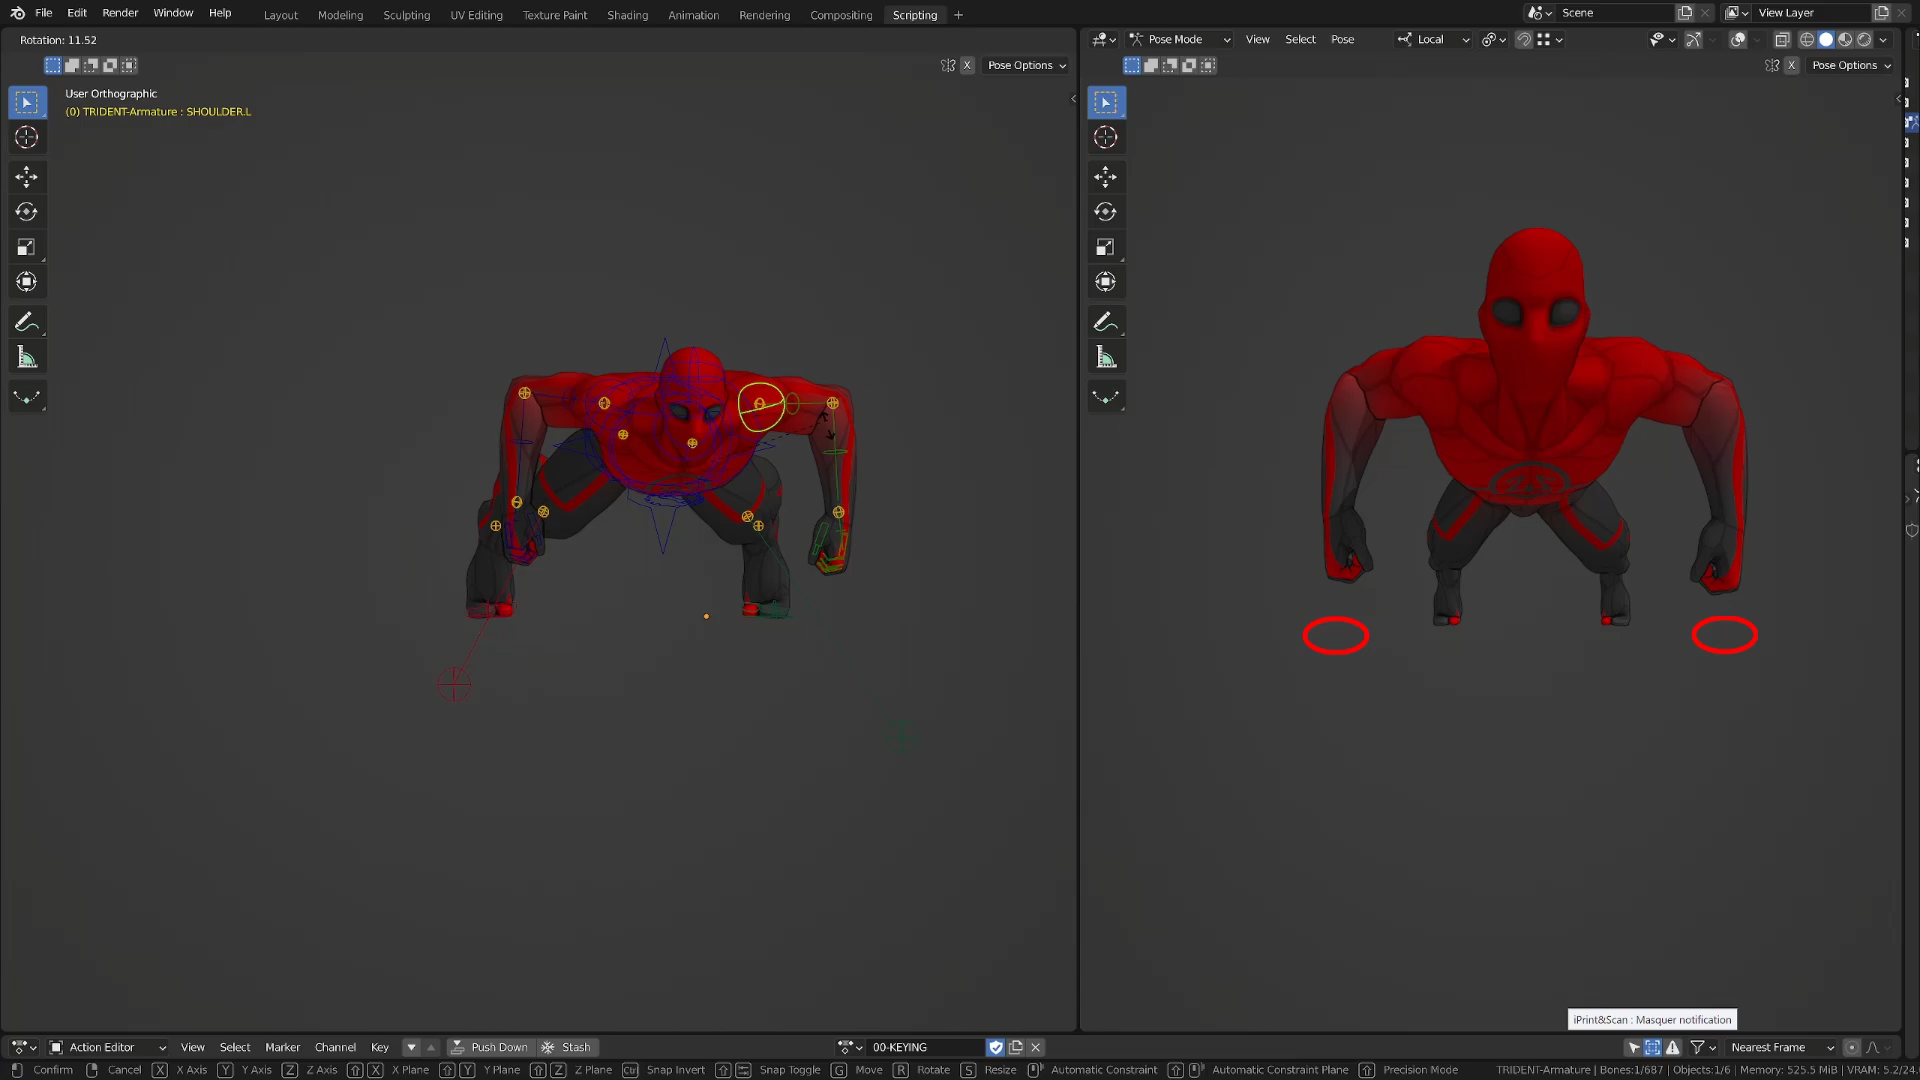 File Edit Render Window Help Layout Modeling Sculpting UV Editing Texture Paint Shading Animation Rendering Compositing Scripting + Scene View Layer
Rotation: 11.52
Pose Mode View Select Pose Local
X Pose Options
X Pose Options
User Orthographic
(0) TRIDENT-Armature : SHOULDER.L
iPrint&Scan : Masquer notification
Action Editor View Select Marker Channel Key Push Down Stash 00-KEYING Nearest Frame
Confirm Cancel X X Axis Y Y Axis Z Z Axis X X Plane Y Y Plane Z Z Plane Ctrl Snap Invert Snap Toggle G Move R Rotate S Resize Automatic Constraint Automatic Constraint Plane Precision Mode TRIDENT-Armature | Bones:1/687 | Objects:1/6 | Memory: 525.5 MiB | VRAM: 5.2/24.